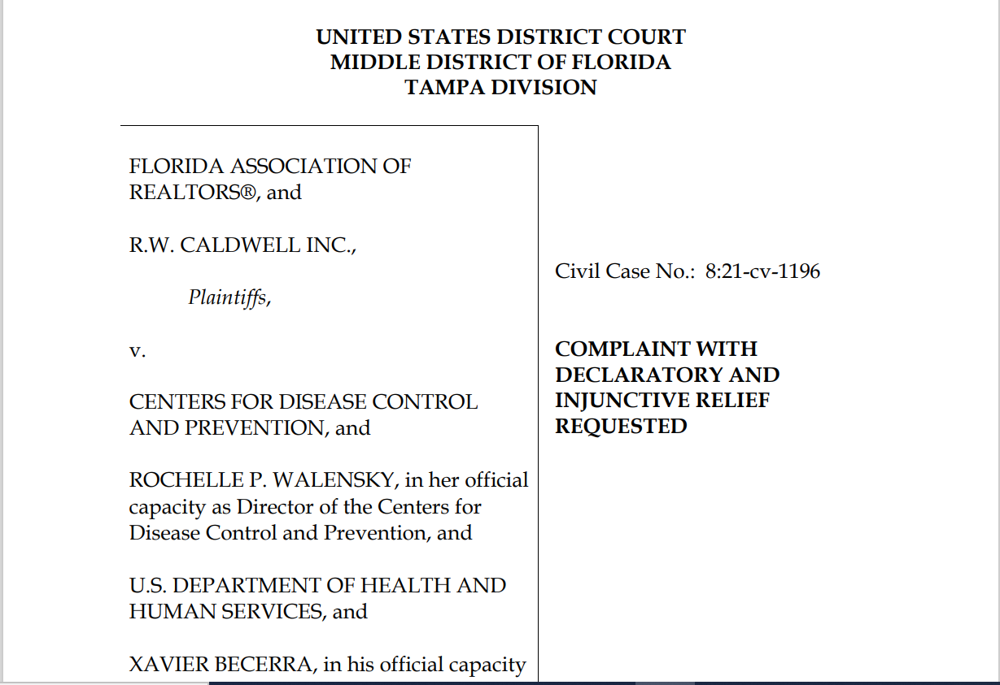 UNITED STATES DISTRICT COURT
MIDDLE DISTRICT OF FLORIDA
TAMPA DIVISION
FLORIDA ASSOCIATION OF
REALTORS®, and
R.W. CALDWELL INC.,
Plaintiffs,
v.
CENTERS FOR DISEASE CONTROL
AND PREVENTION, and
ROCHELLE P. WALENSKY, in her official
capacity as Director of the Centers for
Disease Control and Prevention, and
U.S. DEPARTMENT OF HEALTH AND
HUMAN SERVICES, and
XAVIER BECERRA, in his official capacity
Civil Case No.: 8:21-cv-1196
COMPLAINT WITH
DECLARATORY AND
INJUNCTIVE RELIEF
REQUESTED